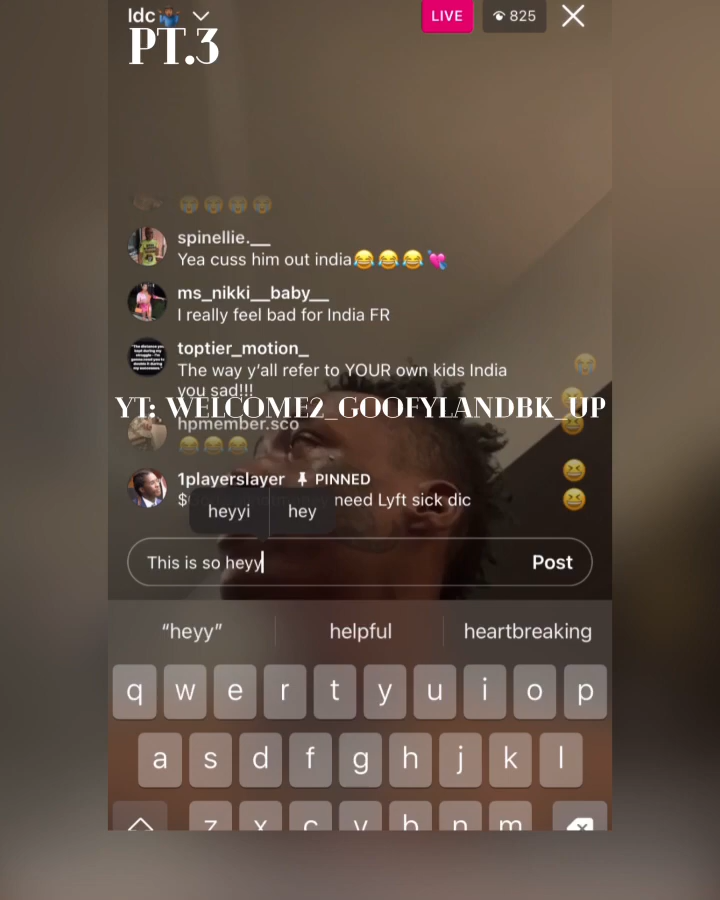 ldc🤷🏾‍♂️
LIVE
825
PT.3
😭😭😭😭
spinellie.__
Yea cuss him out india😂😂😂💘
ms_nikki__baby__
I really feel bad for India FR
toptier_motion_
The way y’all refer to YOUR own kids India
you sad!!!
YT: WELCOME2_GOOFYLANDBK_UP
hpmember.sco
😂😂😂
1playerslayer PINNED
$ need Lyft sick dic
heyyi hey
This is so heyy Post
“heyy” helpful heartbreaking
q w e r t y u i o p
a s d f g h j k l
z x c v b n m